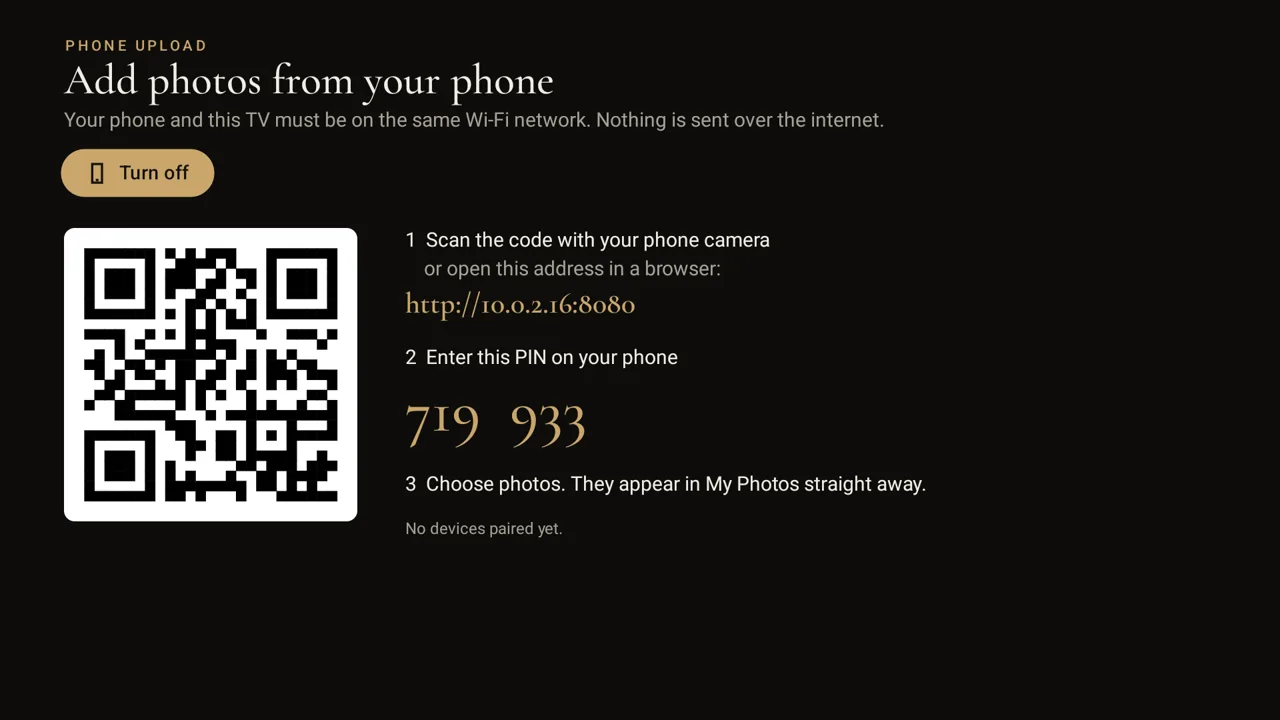 PHONE UPLOAD
Add photos from your phone
Your phone and this TV must be on the same Wi-Fi network. Nothing is sent over the internet.
Turn off
1 Scan the code with your phone camera
or open this address in a browser:
http://10.0.2.16:8080
2 Enter this PIN on your phone
719 933
3 Choose photos. They appear in My Photos straight away.
No devices paired yet.